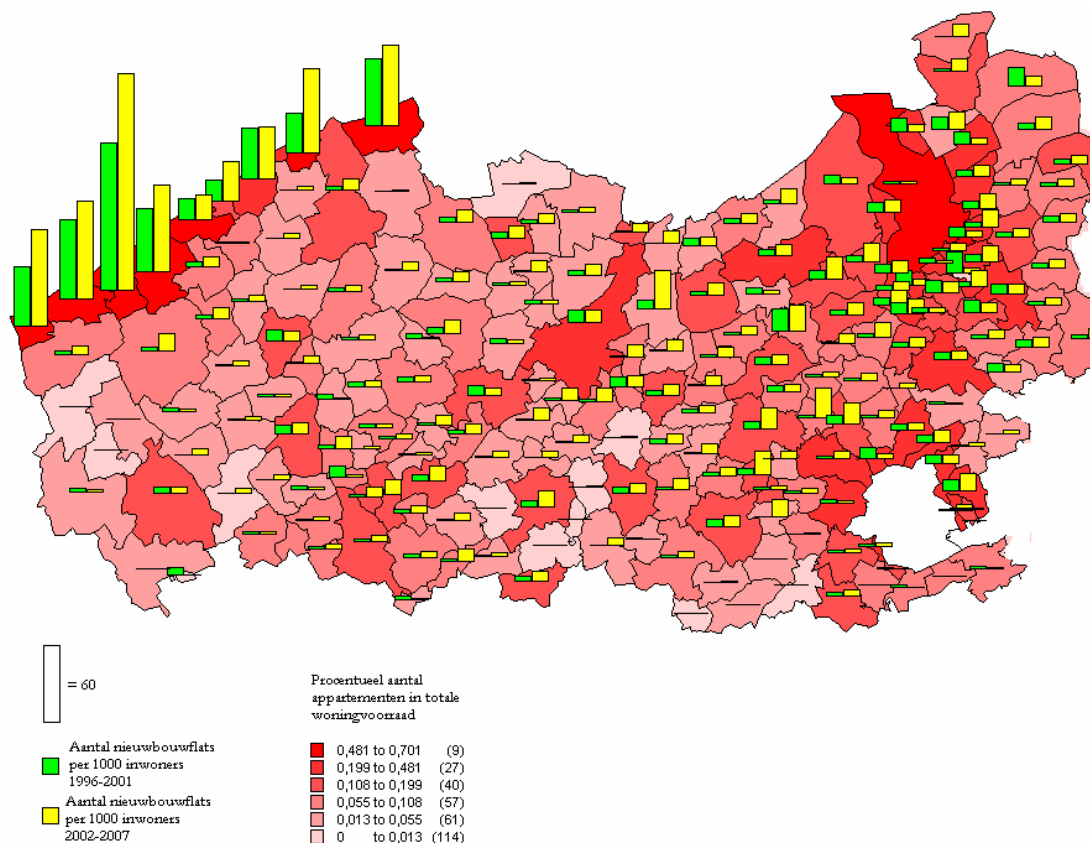 = 60
Aantal nieuwbouwflats
per 1000 inwoners
1996-2001
Aantal nieuwbouwflats
per 1000 inwoners
2002-2007
Procentueel aantal
appartementen in totale
woningvoorraad
0,481 to 0,701 (9)
0,199 to 0,481 (27)
0,108 to 0,199 (40)
0,055 to 0,108 (57)
0,013 to 0,055 (61)
0 to 0,013 (114)